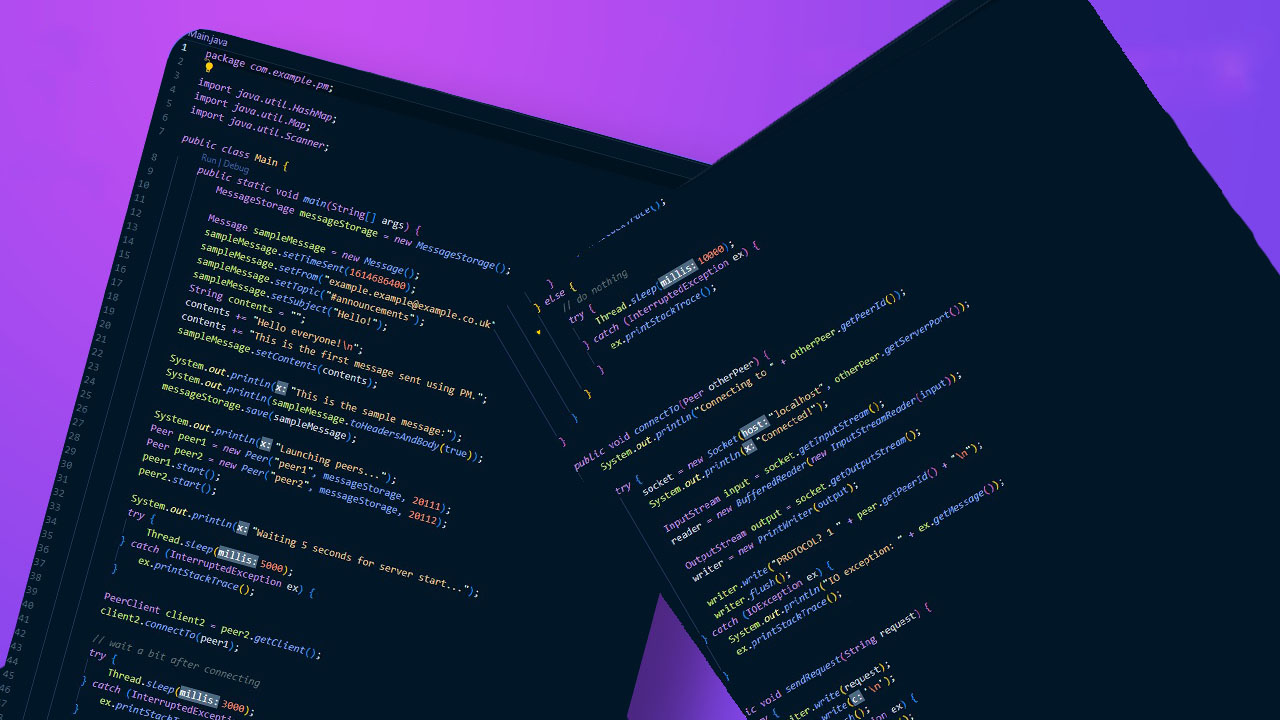 Main.java
1
2
3
4
5
6
7
8
9
10
11
12
13
14
15
16
17
18
19
20
21
22
23
24
25
26
27
28
29
30
31
32
33
34
35
36
37
38
39
40
41
42
43
44
45
46
47
package com.example.pm;
import java.util.HashMap;
import java.util.Map;
import java.util.Scanner;
public class Main {
Run | Debug
public static void main(String[] args) {
MessageStorage messageStorage = new MessageStorage();
Message sampleMessage = new Message();
sampleMessage.setTimeSent(1614686400);
sampleMessage.setFrom("example.example@example.co.uk"
sampleMessage.setTopic("#announcements");
sampleMessage.setSubject("Hello!");
String contents = "";
contents += "Hello everyone!\n";
contents += "This is the first message sent using PM.";
sampleMessage.setContents(contents);
System.out.println(x: "This is the sample message:");
System.out.println(sampleMessage.toHeadersAndBody(true));
messageStorage.save(sampleMessage);
System.out.println(x: "Launching peers...");
Peer peer1 = new Peer("peer1", messageStorage, 20111);
Peer peer2 = new Peer("peer2", messageStorage, 20112);
peer1.start();
peer2.start();
System.out.println(x: "Waiting 5 seconds for server start...");
try {
Thread.sleep(millis: 5000);
} catch (InterruptedException ex) {
ex.printStackTrace();
}
PeerClient client2 = peer2.getClient();
client2.connectTo(peer1);
// wait a bit after connecting
try {
Thread.sleep(millis: 3000);
} catch (InterruptedExcepti
ex.printStackT
}
}
} else {
// do nothing
try {
Thread.sleep(millis: 10000);
} catch (InterruptedException ex) {
ex.printStackTrace();
}
}
}
}
public void connectTo(Peer otherPeer) {
System.out.println("Connecting to " + otherPeer.getPeerId());
try {
socket = new Socket(host: "localhost", otherPeer.getServerPort());
System.out.println(x: "Connected!");
InputStream input = socket.getInputStream();
reader = new BufferedReader(new InputStreamReader(input));
OutputStream output = socket.getOutputStream();
writer = new PrintWriter(output);
writer.write("PROTOCOL? 1 " + peer.getPeerId() + "\n");
writer.flush();
} catch (IOException ex) {
System.out.println("IO exception: " + ex.getMessage());
ex.printStackTrace();
}
ic void sendRequest(String request) {
y {
iter.write(request);
write(c: '\n');
sh();
ption ex) {